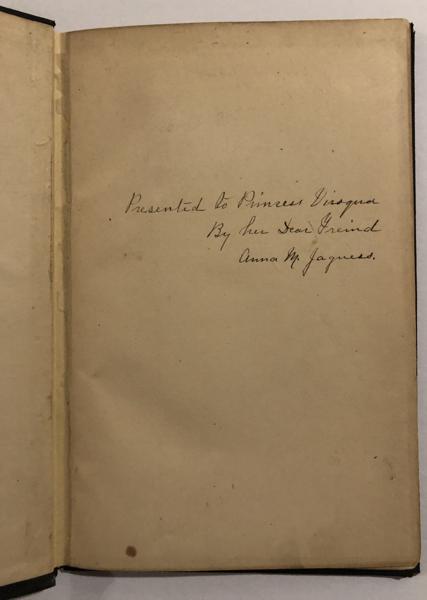 Presented to Princess Viroqua
By her Dear Freind
Anna M. Jaquess.